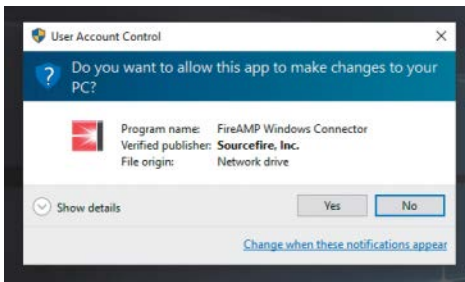 User Account Control
Do you want to allow this app to make changes to your
PC?
Program name: FireAMP Windows Connector
Verified publisher: Sourcefire, Inc.
File origin: Network drive
Show details
Yes No
Change when these notifications appear